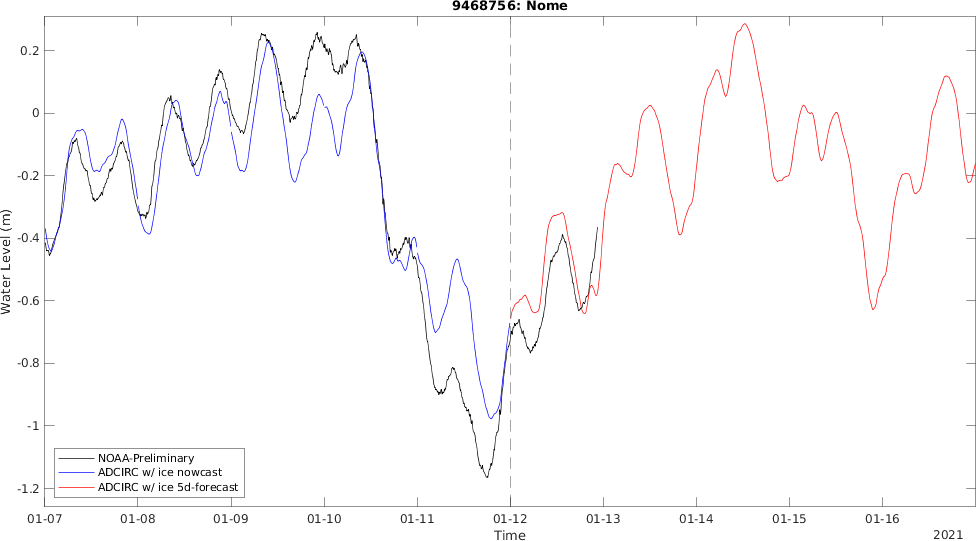 9468756: Nome
Water Level (m)
0.2
0
-0.2
-0.4
-0.6
-0.8
-1
-1.2
NOAA-Preliminary
ADCIRC w/ ice nowcast
ADCIRC w/ ice 5d-forecast
01-07 01-08 01-09 01-10 01-11 01-12 01-13 01-14 01-15 01-16
Time
2021